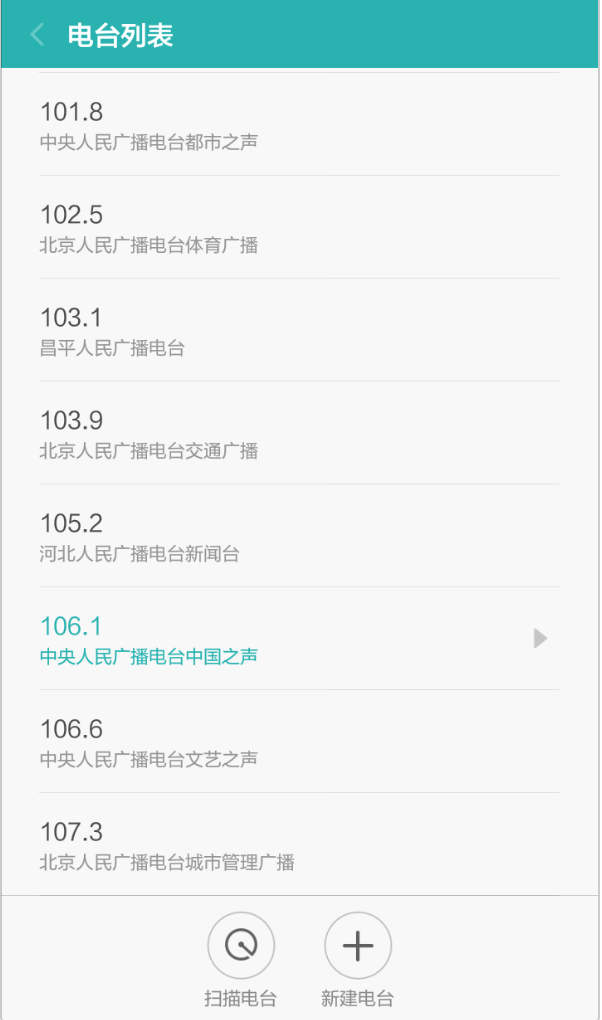 电台列表
101.8
中央人民广播电台都市之声
102.5
北京人民广播电台体育广播
103.1
昌平人民广播电台
103.9
北京人民广播电台交通广播
105.2
河北人民广播电台新闻台
106.1
中央人民广播电台中国之声
106.6
中央人民广播电台文艺之声
107.3
北京人民广播电台城市管理广播
扫描电台 新建电台